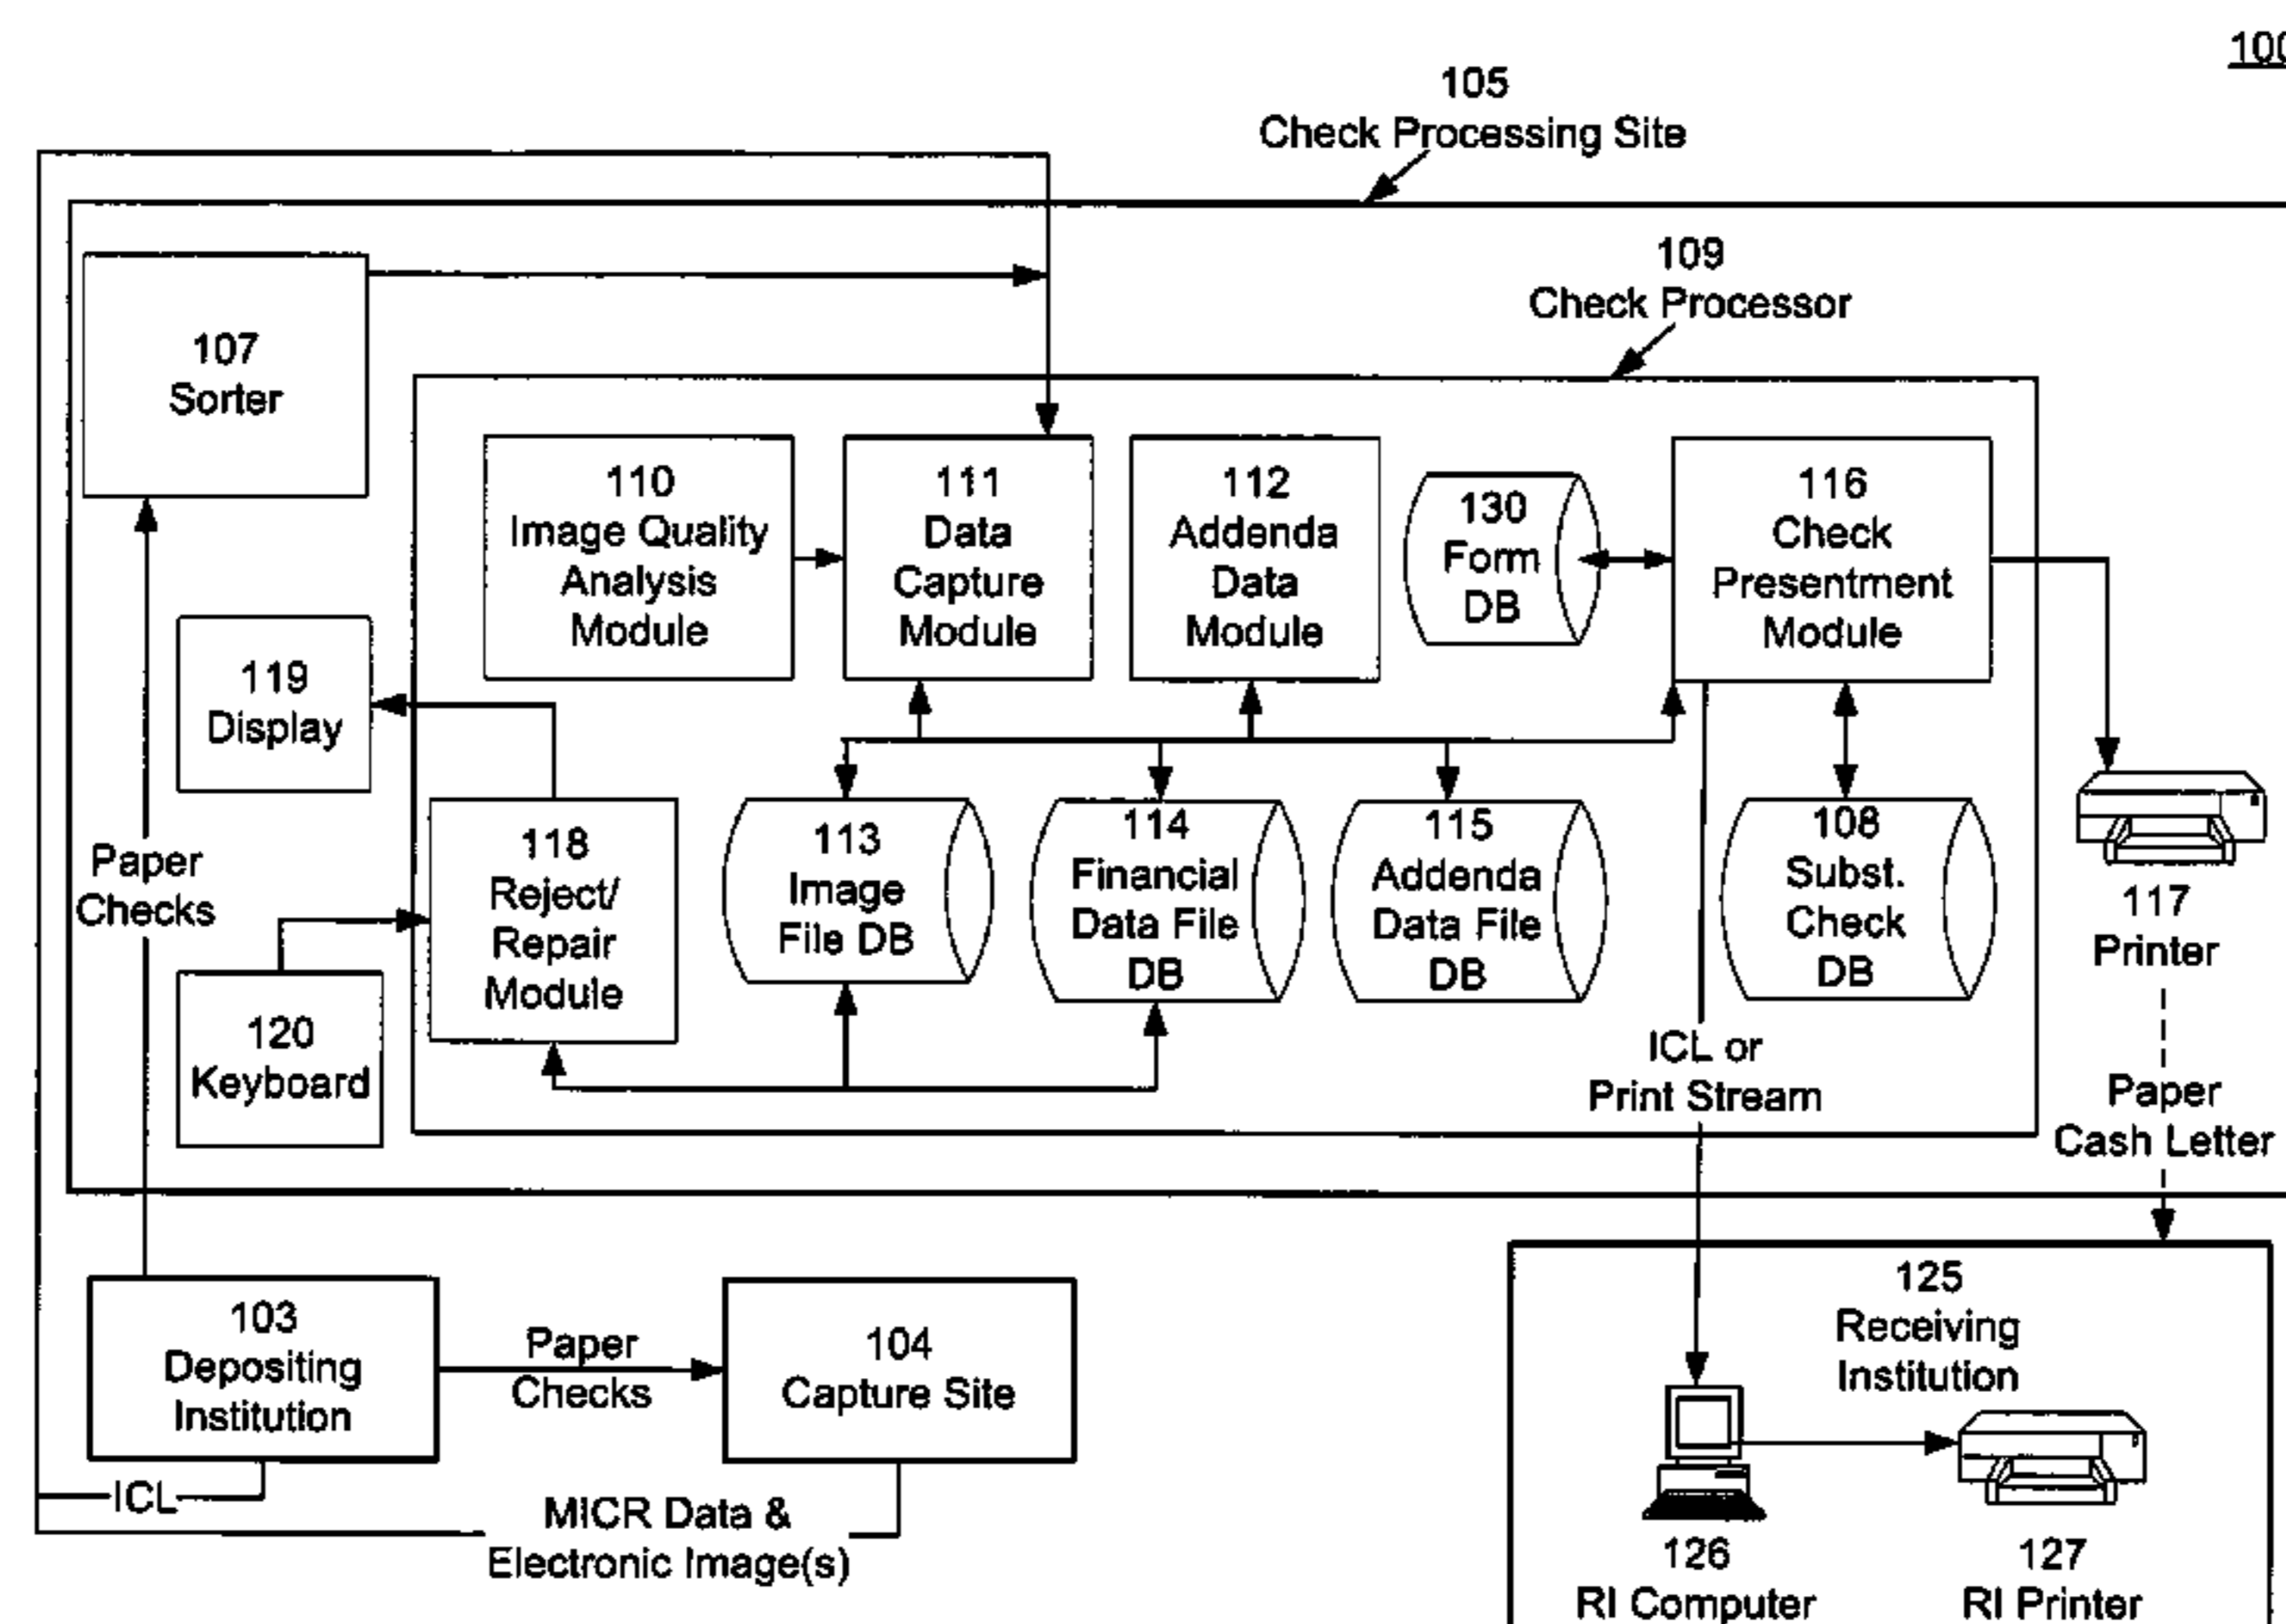 100
105
Check Processing Site
109
Check Processor
107
Sorter
110
Image Quality
Analysis
Module
111
Data
Capture
Module
112
Addenda
Data
Module
130
Form
DB
116
Check
Presentment
Module
119
Display
Paper
Checks
118
Reject/
Repair
Module
113
Image
File DB
114
Financial
Data File
DB
115
Addenda
Data File
DB
108
Subst.
Check
DB
117
Printer
120
Keyboard
ICL or
Print Stream
Paper
Cash Letter
103
Depositing
Institution
Paper
Checks
104
Capture Site
125
Receiving
Institution
ICL
MICR Data &
Electronic Image(s)
126
RI Computer
127
RI Printer